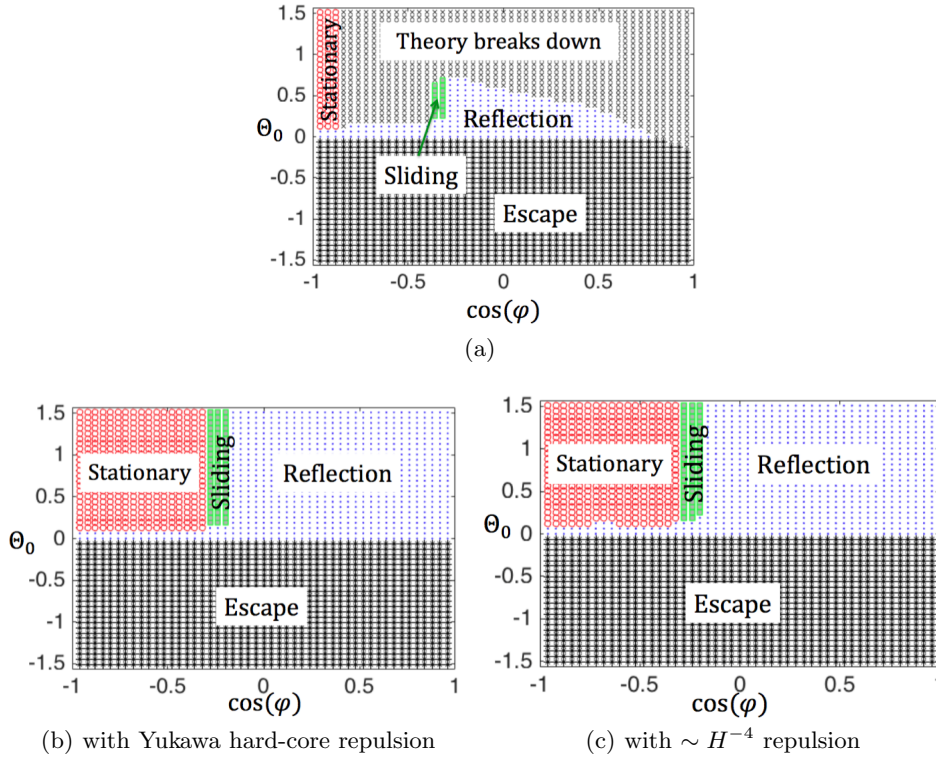 1.5
Theory breaks down
Stationary
1
0.5
Θ₀
Reflection
0
Sliding
-0.5
Escape
-1
-1.5
-1 -0.5 0 0.5 1
cos(φ)
(a)
1.5
Stationary
Sliding
Reflection
1
0.5
Θ₀
0
-0.5
Escape
-1
-1.5
-1 -0.5 0 0.5 1
cos(φ)
(b) with Yukawa hard-core repulsion
1.5
Stationary
Sliding
Reflection
1
0.5
Θ₀
0
-0.5
Escape
-1
-1.5
-1 -0.5 0 0.5 1
cos(φ)
(c) with ∼ H⁻⁴ repulsion